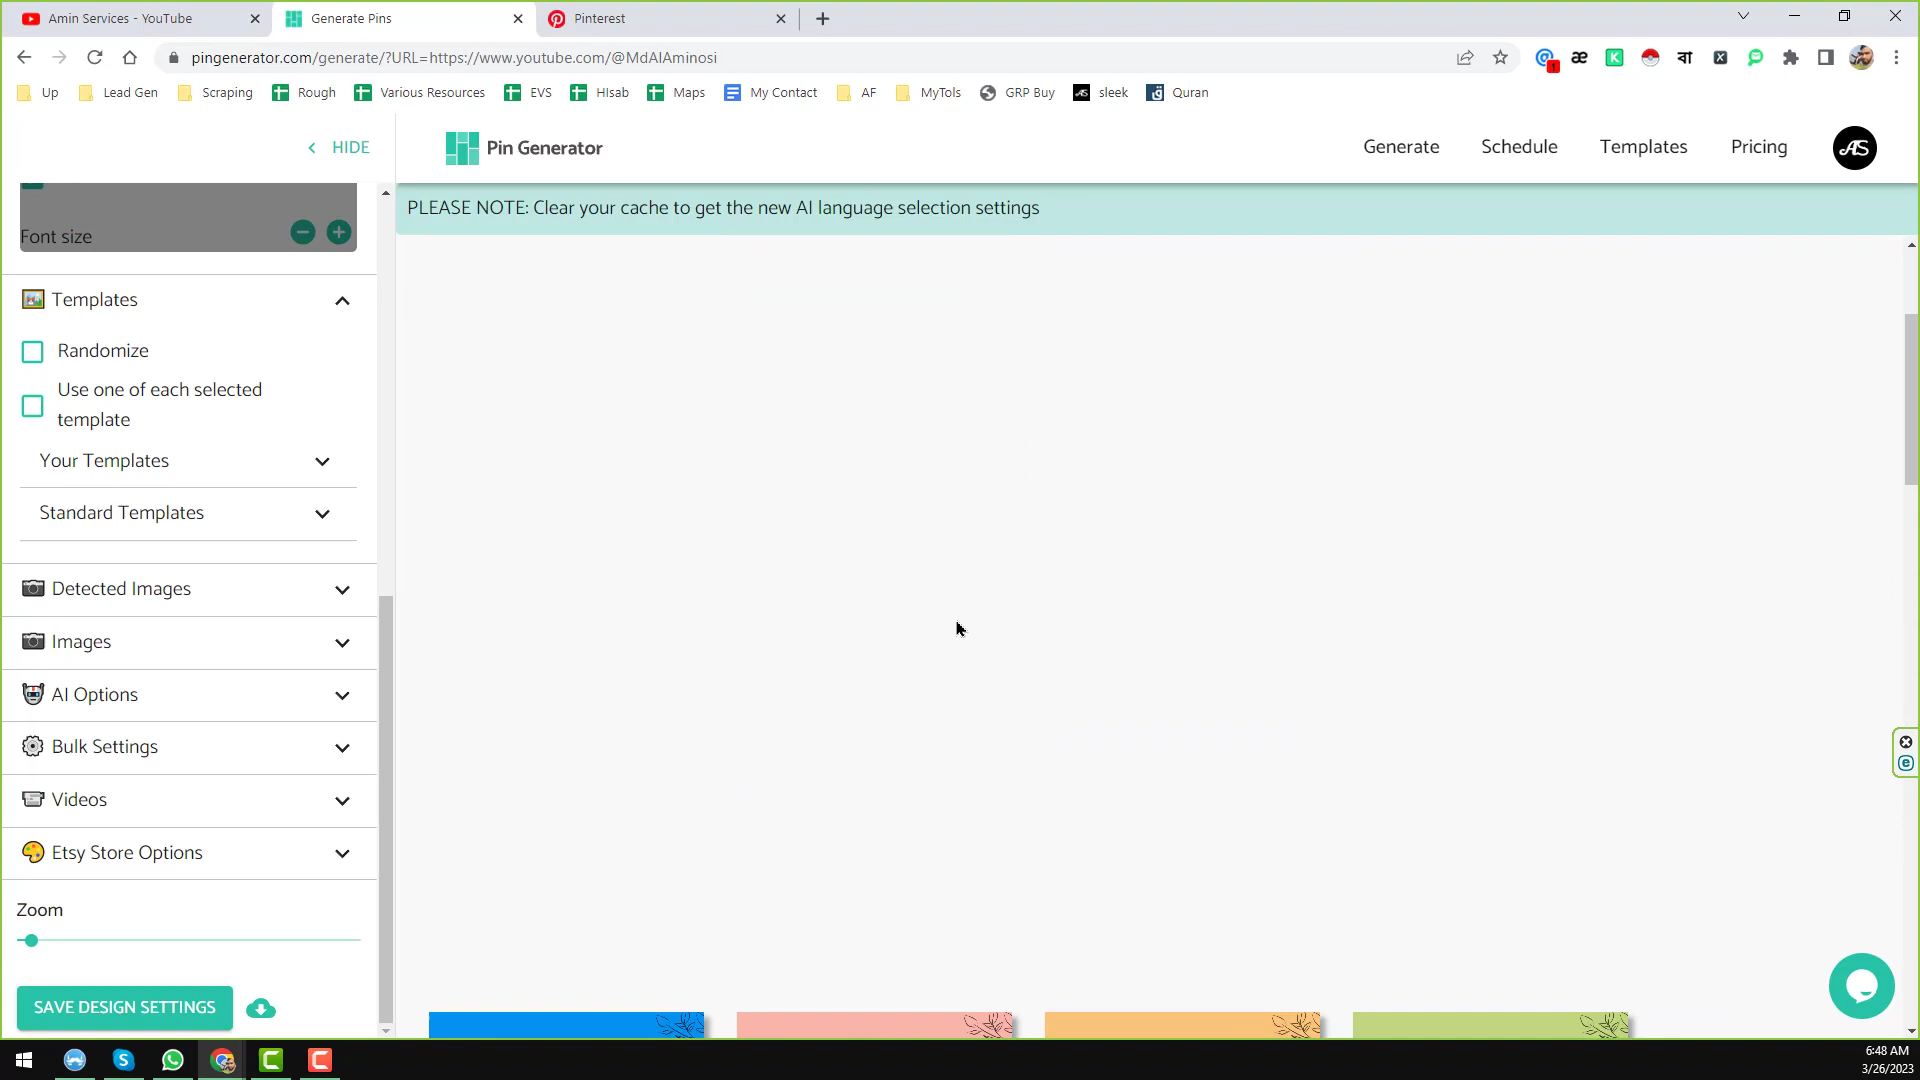 Amin Services - YouTube
Generate Pins
Pinterest
pingenerator.com/generate/?URL=https://www.youtube.com/@MdAlAminosi
1
æ
K
বা
X
Up
Lead Gen
Scraping
Rough
Various Resources
EVS
HIsab
Maps
My Contact
AF
MyTols
GRP Buy
sleek
Quran
HIDE
Pin Generator
Generate
Schedule
Templates
Pricing
AS
PLEASE NOTE: Clear your cache to get the new AI language selection settings
Font size
Templates
Randomize
Use one of each selected
template
Your Templates
Standard Templates
Detected Images
Images
AI Options
Bulk Settings
Videos
Etsy Store Options
Zoom
SAVE DESIGN SETTINGS
6:48 AM
3/26/2023